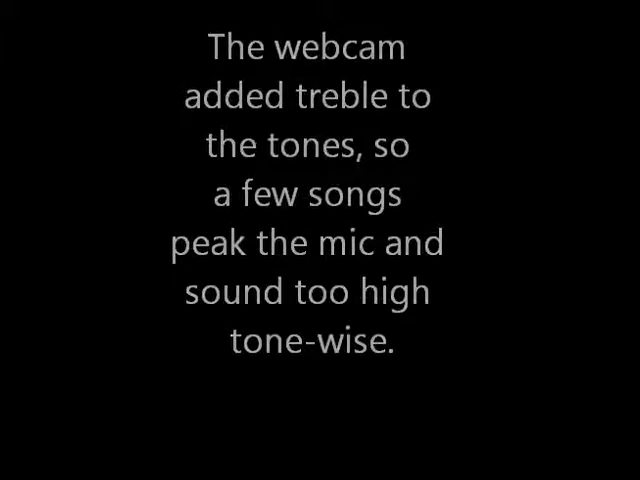 The webcam
added treble to
the tones, so
a few songs
peak the mic and
sound too high
tone-wise.